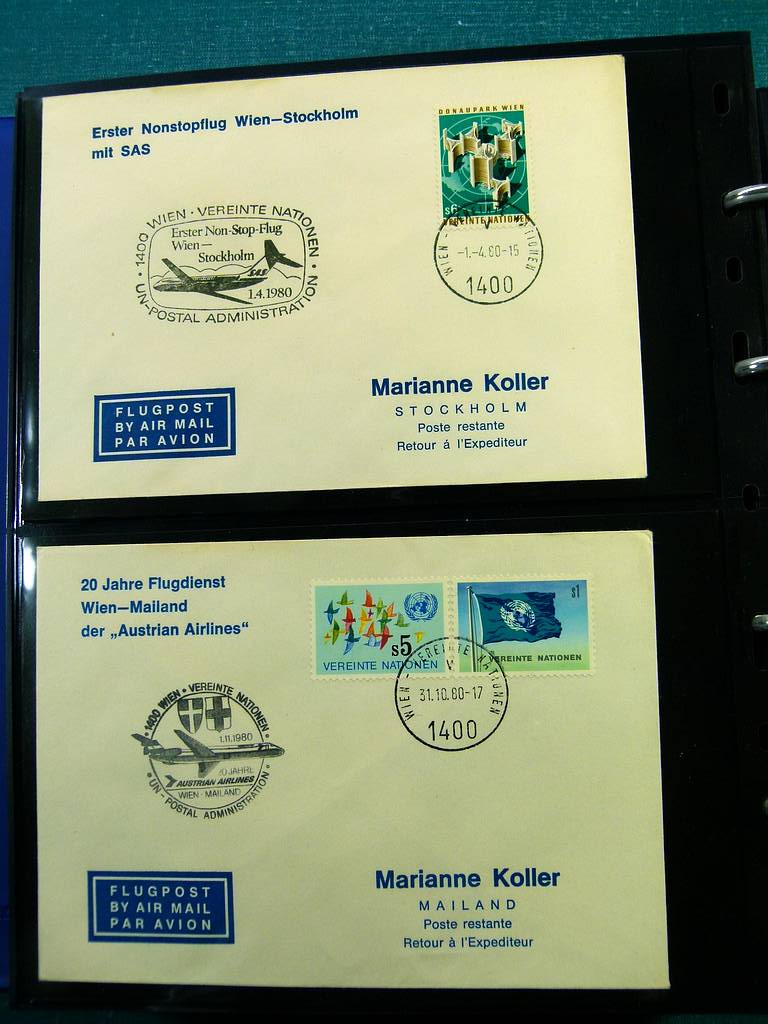 Erster Nonstopflug Wien—Stockholm
mit SAS
DONAUPARK WIEN
s6
VEREINTE NATIONEN
WIEN - VEREINTE NATIONEN
V
-1.-4.80-15
1400
1400 WIEN · VEREINTE NATIONEN ·
Erster Non-Stop-Flug
Wien—
Stockholm
SAS
1.4.1980
· UN-POSTAL ADMINISTRATION ·
FLUGPOST
BY AIR MAIL
PAR AVION
Marianne Koller
STOCKHOLM
Poste restante
Retour á l'Expediteur
20 Jahre Flugdienst
Wien—Mailand
der „Austrian Airlines“
s5
VEREINTE NATIONEN
s1
VEREINTE NATIONEN
WIEN - VEREINTE NATIONEN
V
31.10.80-17
1400
1400 WIEN · VEREINTE NATIONEN ·
1.11.1980
20 JAHRE
AUSTRIAN AIRLINES
WIEN - MAILAND
· UN - POSTAL ADMINISTRATION ·
FLUGPOST
BY AIR MAIL
PAR AVION
Marianne Koller
MAILAND
Poste restante
Retour à l'Expediteur